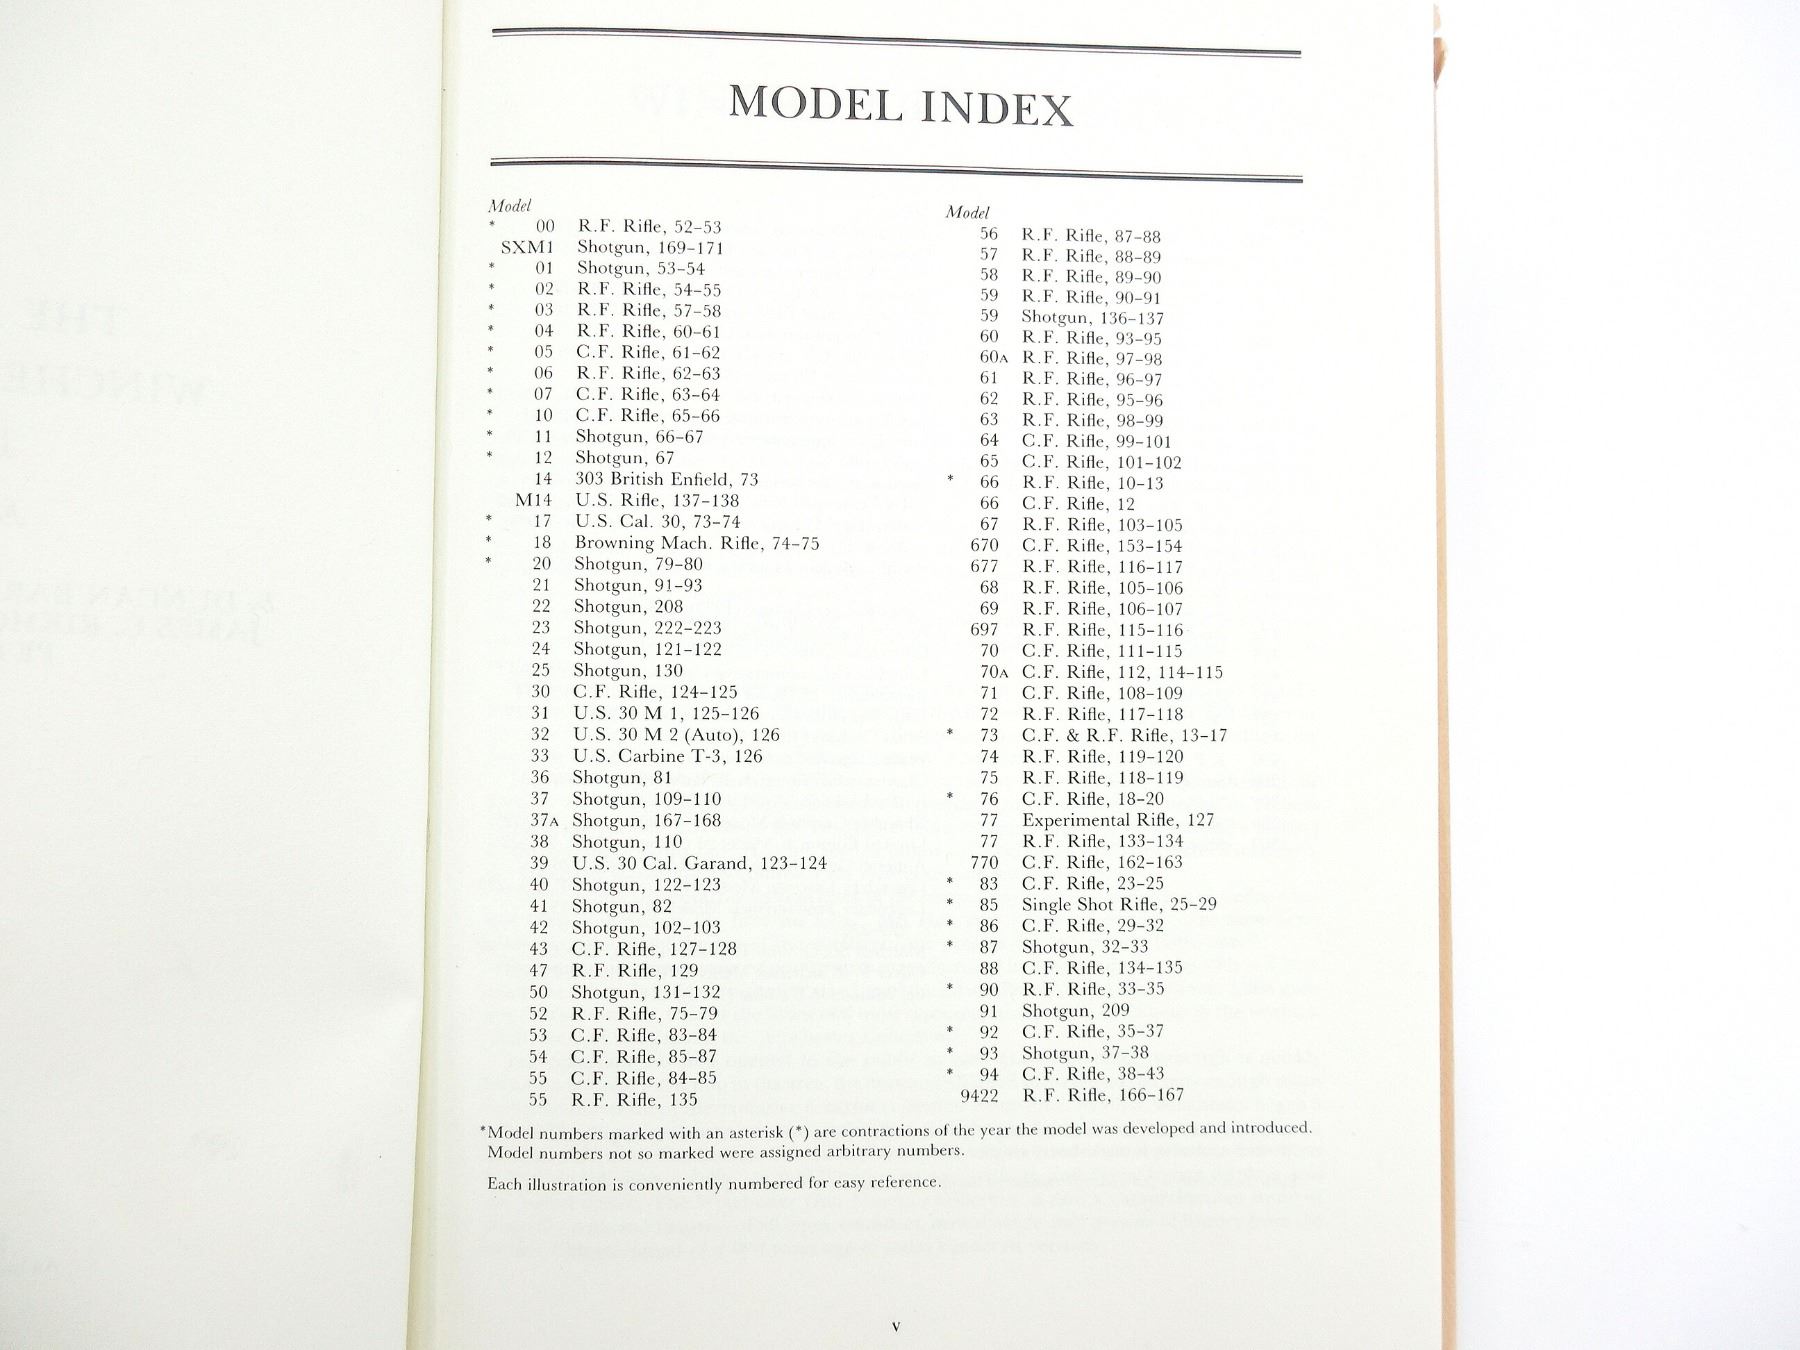 MODEL INDEX
Model
* 00 R.F. Rifle, 52–53
SXM1 Shotgun, 169–171
* 01 Shotgun, 53–54
* 02 R.F. Rifle, 54–55
* 03 R.F. Rifle, 57–58
* 04 R.F. Rifle, 60–61
* 05 C.F. Rifle, 61–62
* 06 R.F. Rifle, 62–63
* 07 C.F. Rifle, 63–64
* 10 C.F. Rifle, 65–66
* 11 Shotgun, 66–67
* 12 Shotgun, 67
14 303 British Enfield, 73
M14 U.S. Rifle, 137–138
* 17 U.S. Cal. 30, 73–74
* 18 Browning Mach. Rifle, 74–75
* 20 Shotgun, 79–80
21 Shotgun, 91–93
22 Shotgun, 208
23 Shotgun, 222–223
24 Shotgun, 121–122
25 Shotgun, 130
30 C.F. Rifle, 124–125
31 U.S. 30 M 1, 125–126
32 U.S. 30 M 2 (Auto), 126
33 U.S. Carbine T-3, 126
36 Shotgun, 81
37 Shotgun, 109–110
37A Shotgun, 167–168
38 Shotgun, 110
39 U.S. 30 Cal. Garand, 123–124
40 Shotgun, 122–123
41 Shotgun, 82
42 Shotgun, 102–103
43 C.F. Rifle, 127–128
47 R.F. Rifle, 129
50 Shotgun, 131–132
52 R.F. Rifle, 75–79
53 C.F. Rifle, 83–84
54 C.F. Rifle, 85–87
55 C.F. Rifle, 84–85
55 R.F. Rifle, 135
Model
56 R.F. Rifle, 87–88
57 R.F. Rifle, 88–89
58 R.F. Rifle, 89–90
59 R.F. Rifle, 90–91
59 Shotgun, 136–137
60 R.F. Rifle, 93–95
60A R.F. Rifle, 97–98
61 R.F. Rifle, 96–97
62 R.F. Rifle, 95–96
63 R.F. Rifle, 98–99
64 C.F. Rifle, 99–101
65 C.F. Rifle, 101–102
* 66 R.F. Rifle, 10–13
66 C.F. Rifle, 12
67 R.F. Rifle, 103–105
670 C.F. Rifle, 153–154
677 R.F. Rifle, 116–117
68 R.F. Rifle, 105–106
69 R.F. Rifle, 106–107
697 R.F. Rifle, 115–116
70 C.F. Rifle, 111–115
70A C.F. Rifle, 112, 114–115
71 C.F. Rifle, 108–109
72 R.F. Rifle, 117–118
* 73 C.F. & R.F. Rifle, 13–17
74 R.F. Rifle, 119–120
75 R.F. Rifle, 118–119
* 76 C.F. Rifle, 18–20
77 Experimental Rifle, 127
77 R.F. Rifle, 133–134
770 C.F. Rifle, 162–163
* 83 C.F. Rifle, 23–25
* 85 Single Shot Rifle, 25–29
* 86 C.F. Rifle, 29–32
* 87 Shotgun, 32–33
88 C.F. Rifle, 134–135
* 90 R.F. Rifle, 33–35
91 Shotgun, 209
* 92 C.F. Rifle, 35–37
* 93 Shotgun, 37–38
* 94 C.F. Rifle, 38–43
9422 R.F. Rifle, 166–167
*Model numbers marked with an asterisk (*) are contractions of the year the model was developed and introduced.
Model numbers not so marked were assigned arbitrary numbers.
Each illustration is conveniently numbered for easy reference.
v